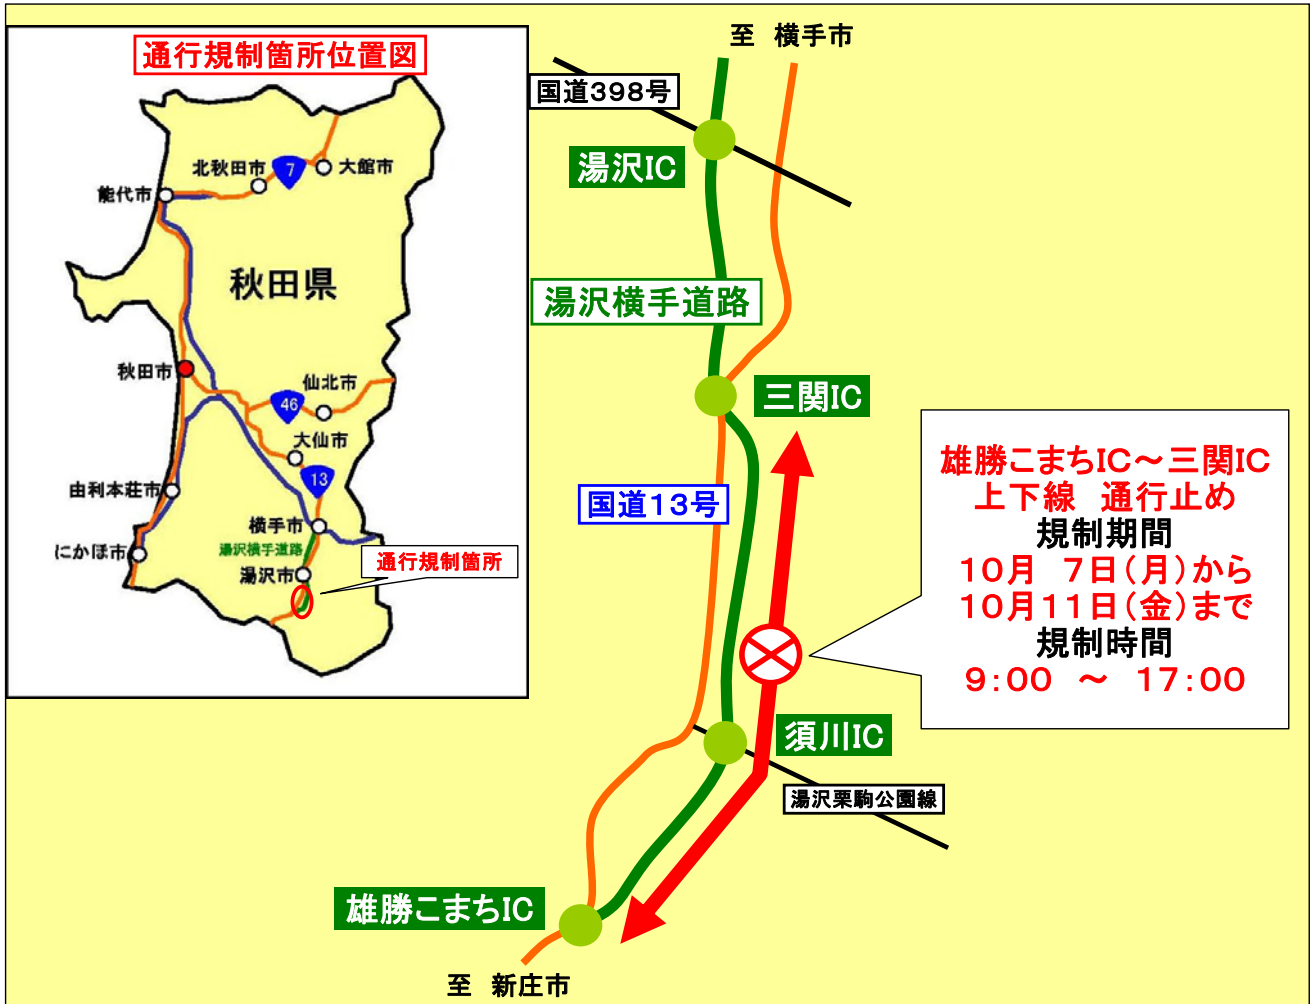 通行規制箇所位置図
北秋田市
7
大館市
能代市
秋田県
秋田市
仙北市
46
大仙市
13
由利本荘市
横手市
にかほ市
湯沢横手道路
湯沢市
通行規制箇所
至 横手市
国道398号
湯沢IC
湯沢横手道路
三関IC
国道13号
雄勝こまちIC~三関IC
上下線 通行止め
規制期間
10月 7日(月)から
10月11日(金)まで
規制時間
9:00 ~ 17:00
須川IC
湯沢栗駒公園線
雄勝こまちIC
至 新庄市